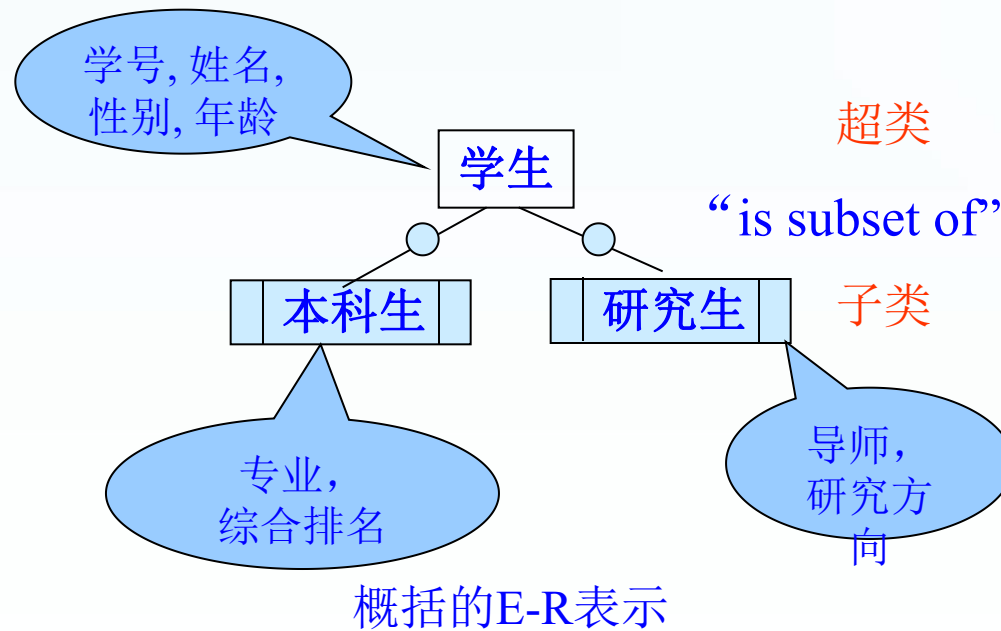 学号, 姓名,
性别, 年龄
超类
学生
“is subset of”
本科生
研究生
子类
专业，
综合排名
导师，
研究方
向
概括的E-R表示